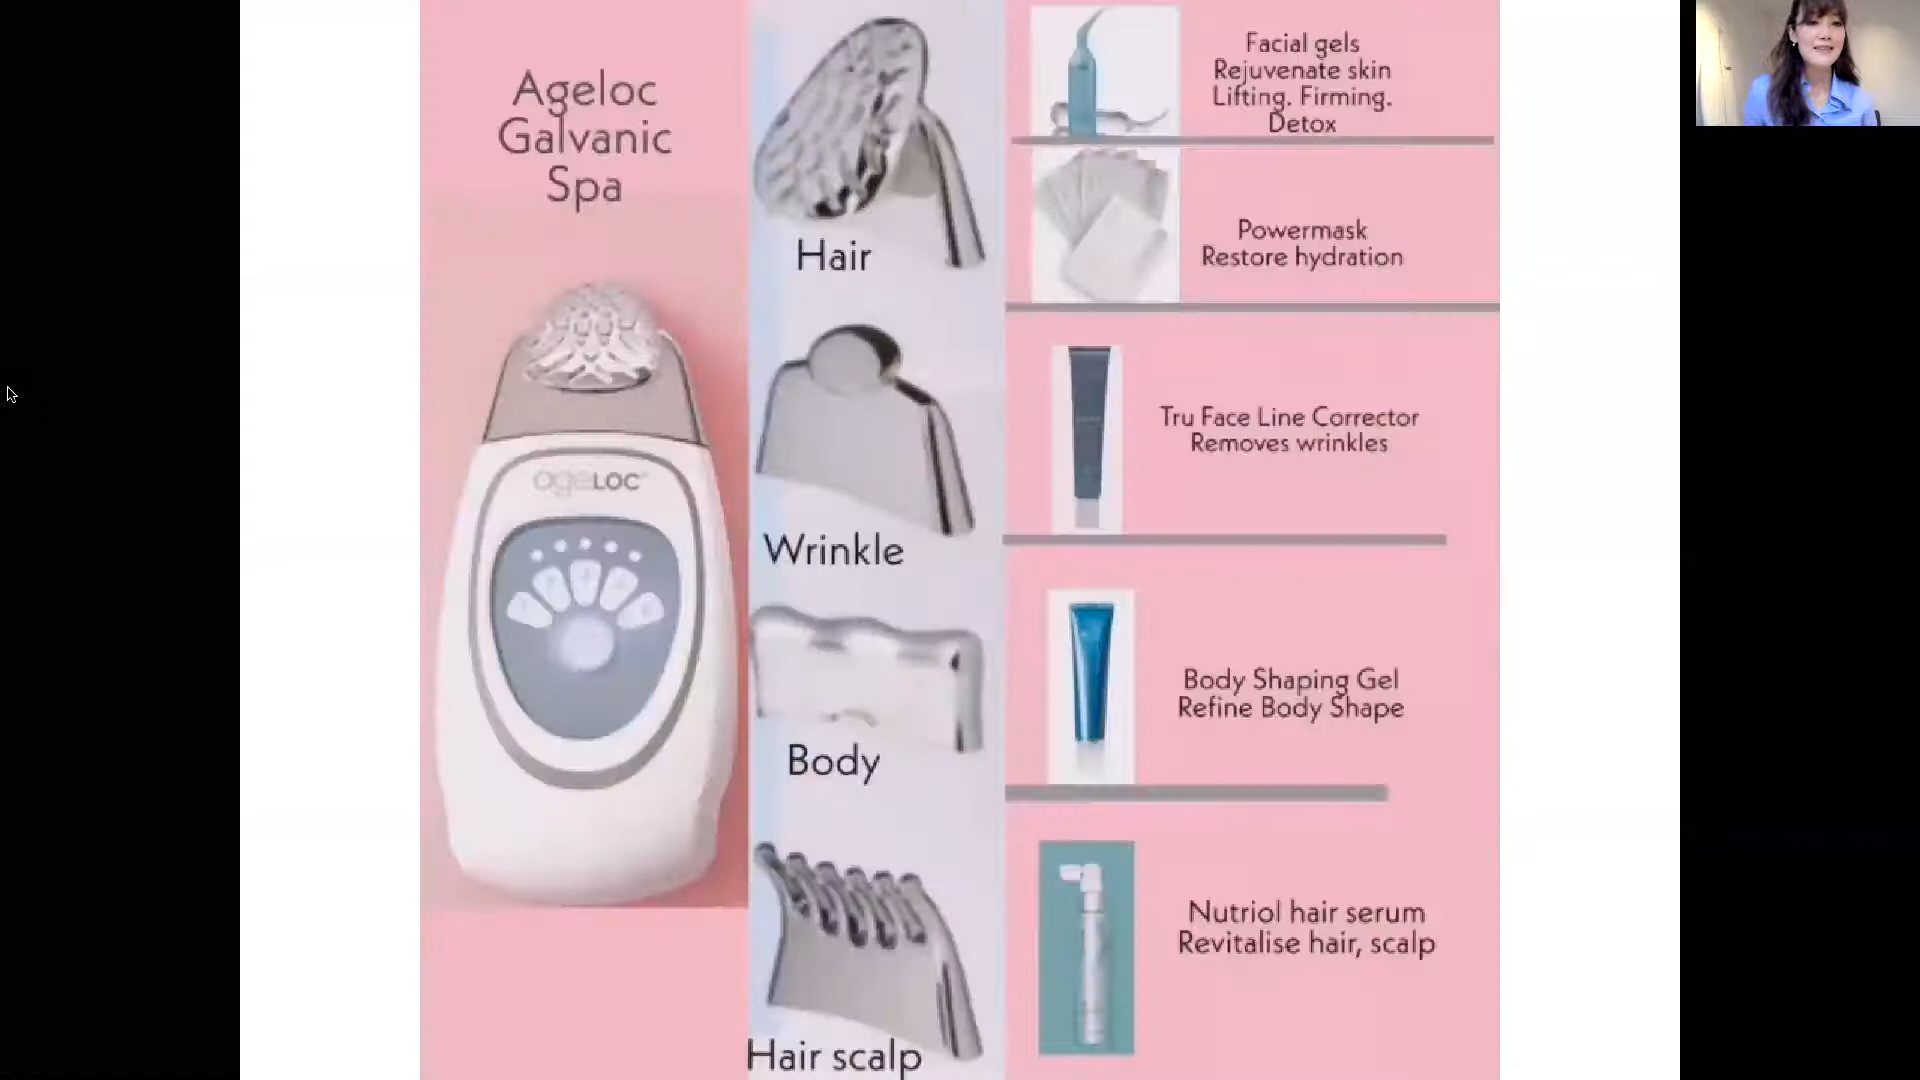 Ageloc
Galvanic
Spa
ageLOC
Hair
Wrinkle
Body
Hair scalp
Facial gels
Rejuvenate skin
Lifting. Firming.
Detox
Powermask
Restore hydration
Tru Face Line Corrector
Removes wrinkles
Body Shaping Gel
Refine Body Shape
Nutriol hair serum
Revitalise hair, scalp